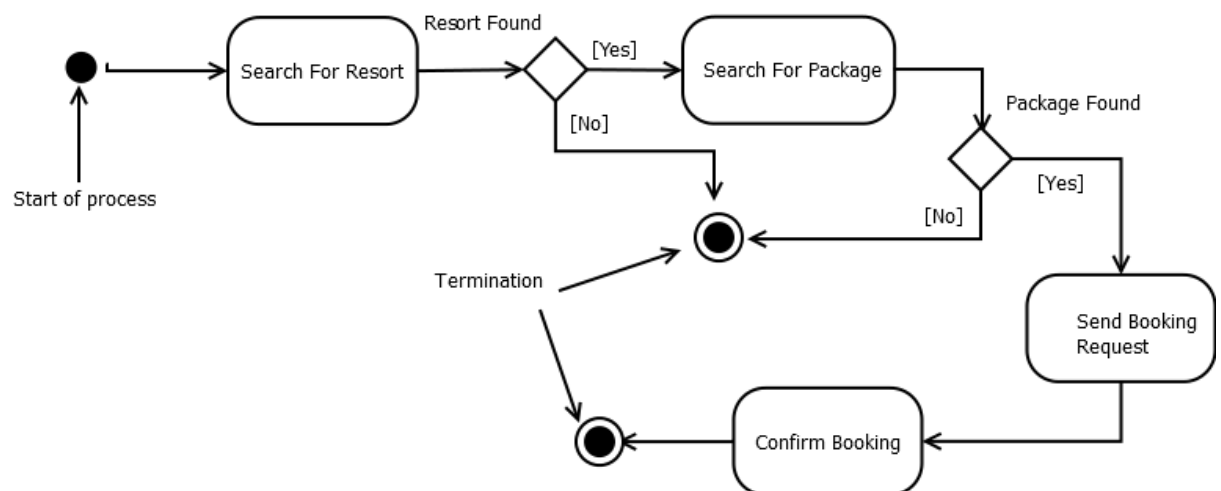 Resort Found
[Yes]
Search For Resort
Search For Package
Package Found
[No]
[Yes]
Start of process
[No]
Termination
Send Booking
Request
Confirm Booking